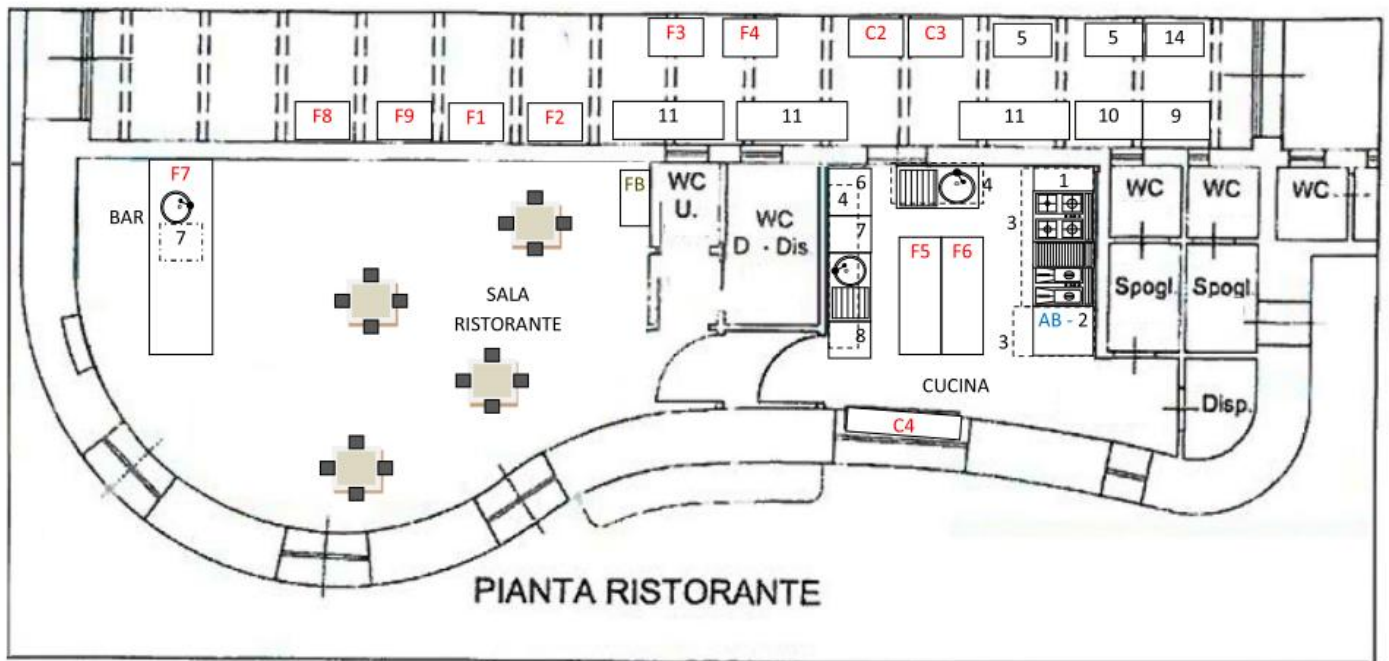 F3 F4 C2 C3 5 5 14
F8 F9 F1 F2 11 11 11 10 9
F7
BAR
7
SALA
RISTORANTE
FB
WC
U.
WC
D - Dis
6
4
7
8
4
F5 F6
3
1
AB - 2
3
CUCINA
C4
WC WC WC
Spogl. Spogl.
Disp.
PIANTA RISTORANTE